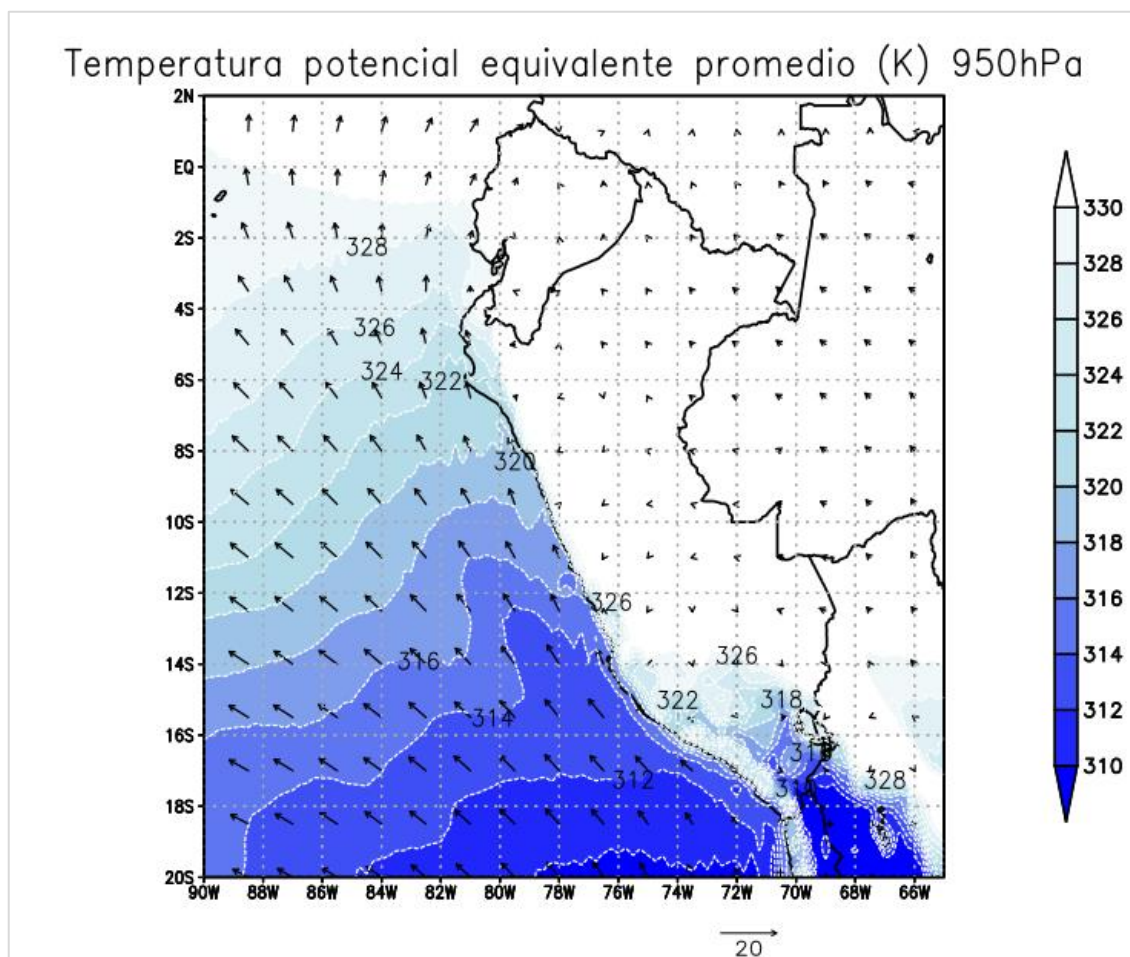 Temperatura potencial equivalente promedio (K) 950hPa
2N
EQ
2S
4S
6S
8S
10S
12S
14S
16S
18S
20S
90W 88W 86W 84W 82W 80W 78W 76W 74W 72W 70W 68W 66W
328
326
324
322
320
326
316
326
322
318
314
312
328
330
328
326
324
322
320
318
316
314
312
310
20